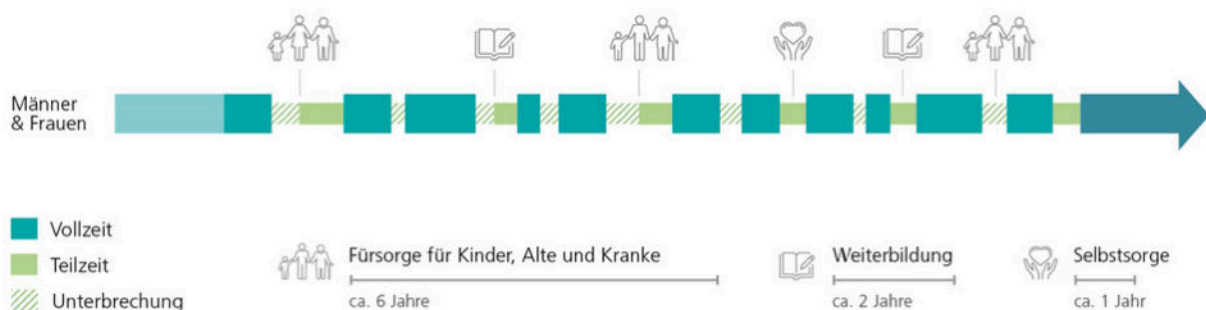 Männer
& Frauen
Vollzeit
Teilzeit
Unterbrechung
Fürsorge für Kinder, Alte und Kranke
ca. 6 Jahre
Weiterbildung
ca. 2 Jahre
Selbstsorge
ca. 1 Jahr